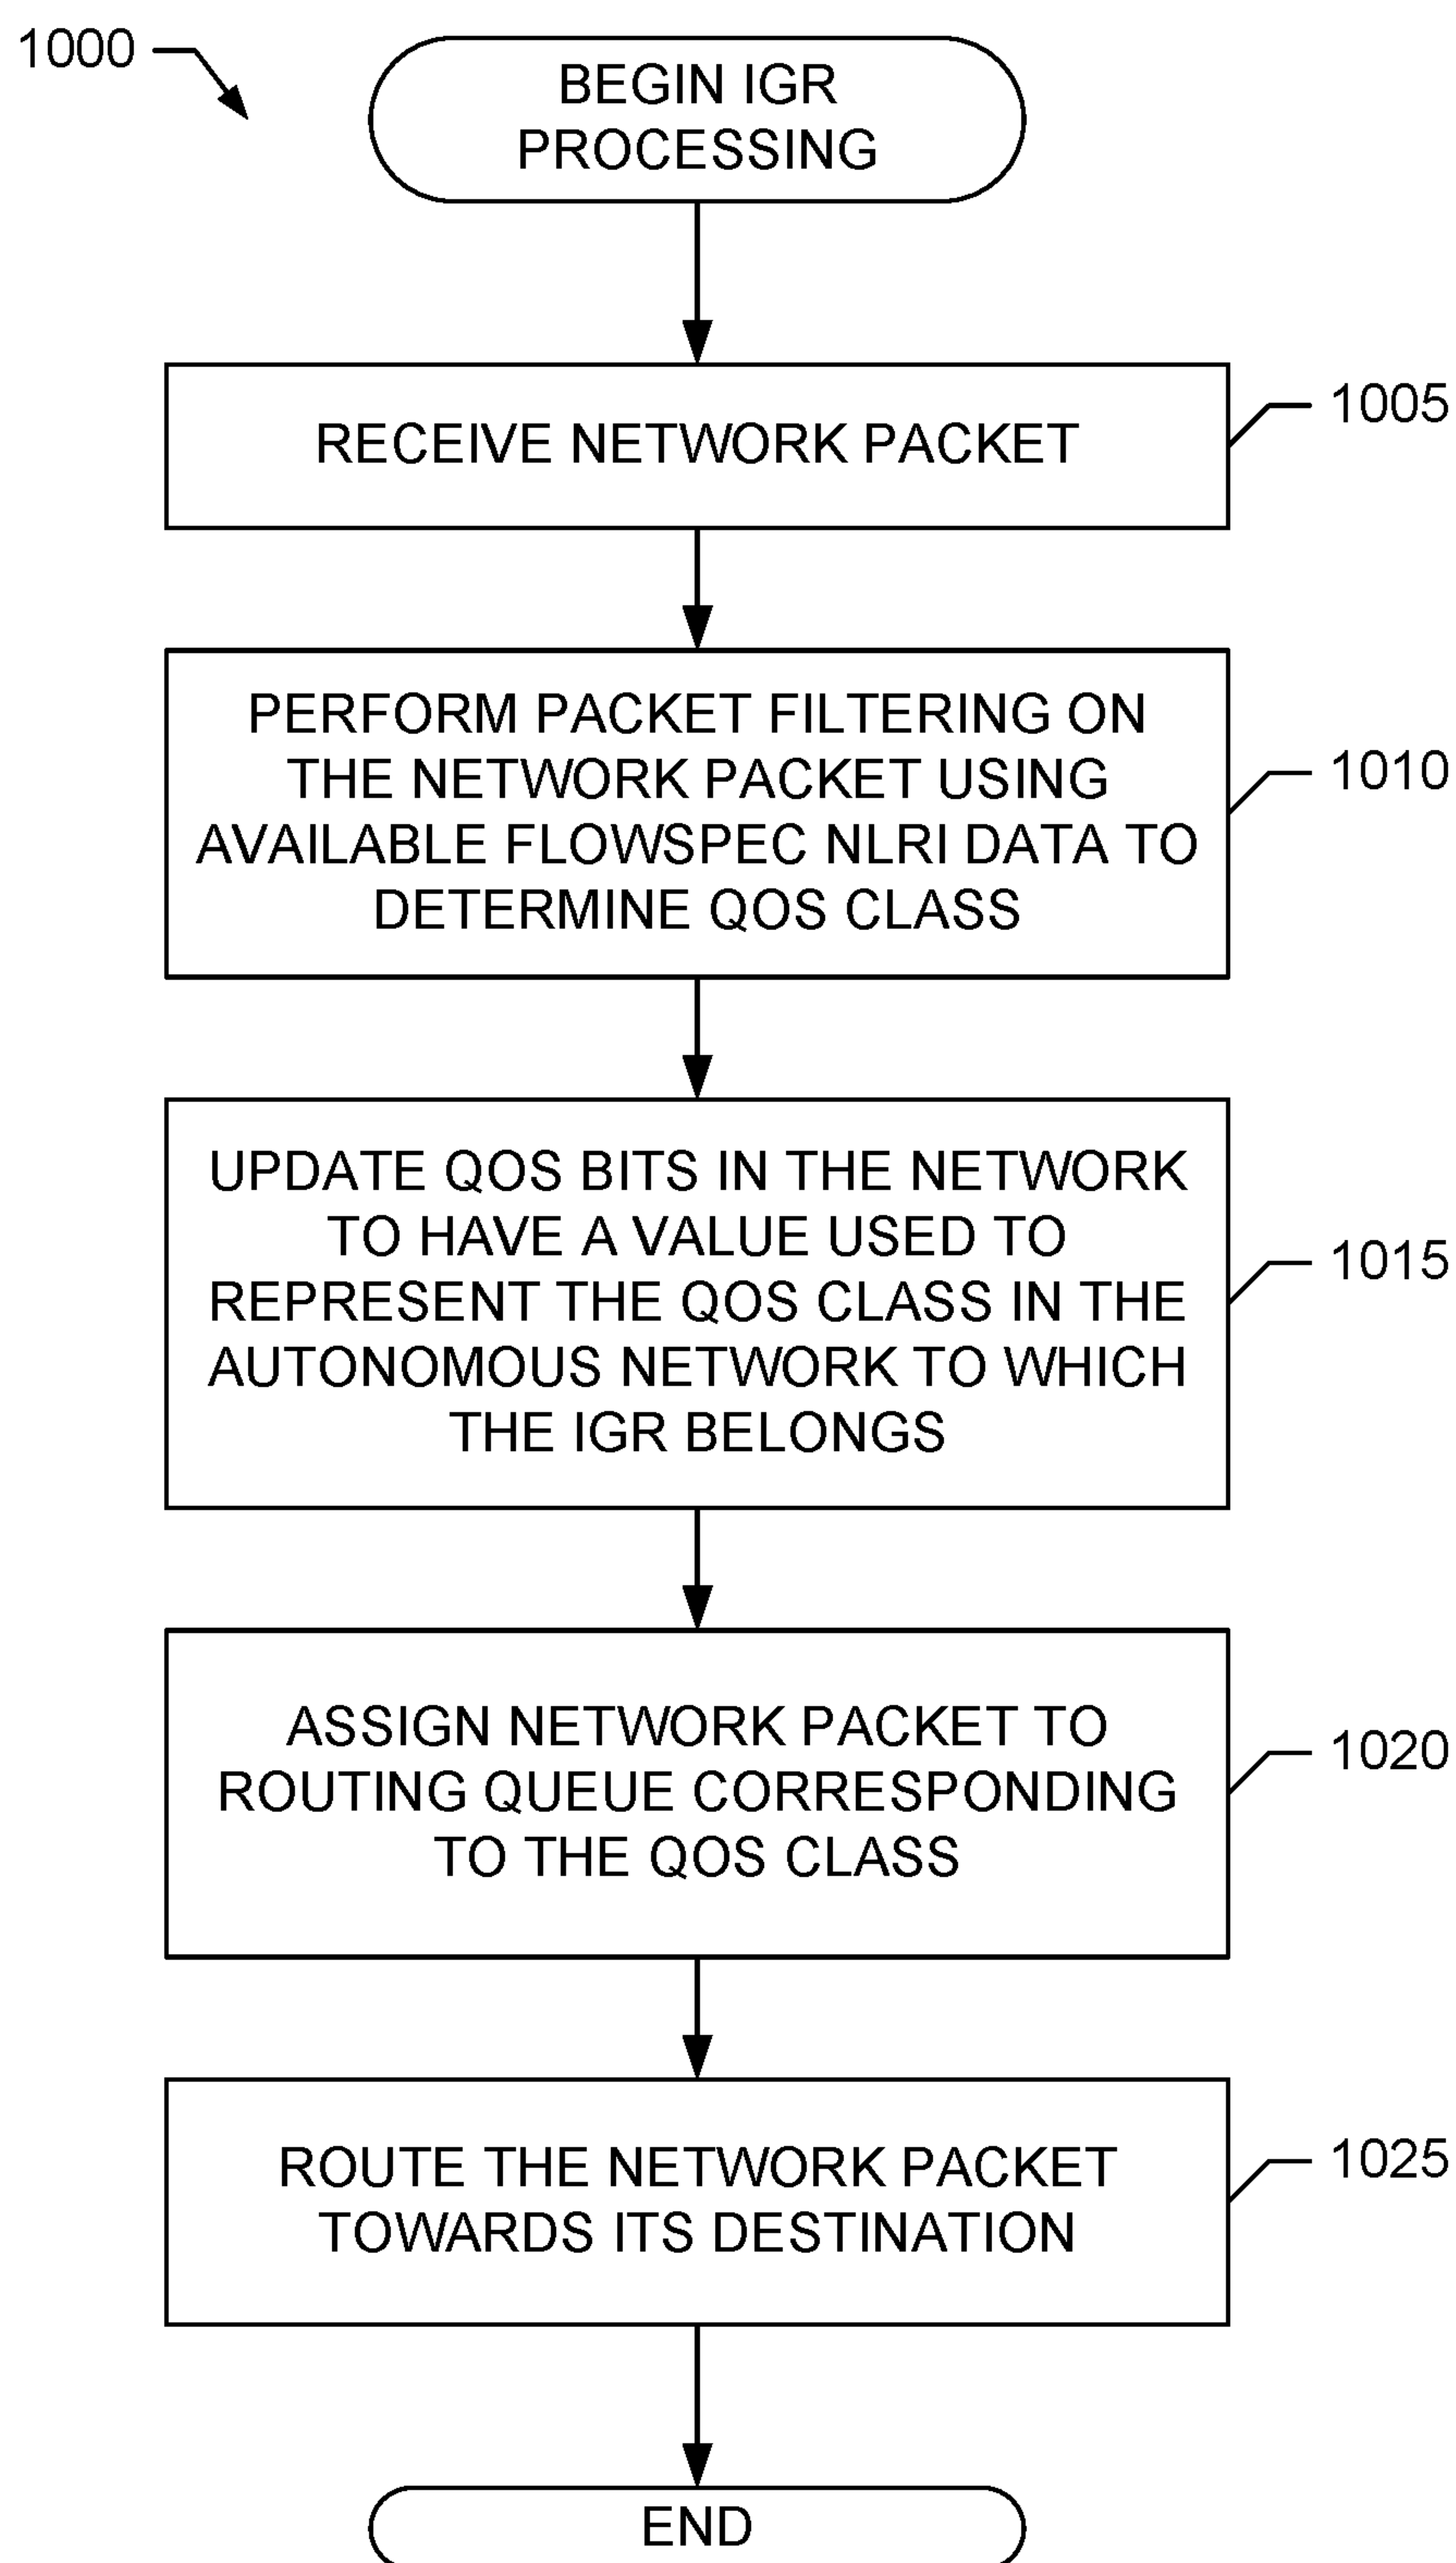 1000
BEGIN IGR
PROCESSING
RECEIVE NETWORK PACKET
1005
PERFORM PACKET FILTERING ON
THE NETWORK PACKET USING
AVAILABLE FLOWSPEC NLRI DATA TO
DETERMINE QOS CLASS
1010
UPDATE QOS BITS IN THE NETWORK
TO HAVE A VALUE USED TO
REPRESENT THE QOS CLASS IN THE
AUTONOMOUS NETWORK TO WHICH
THE IGR BELONGS
1015
ASSIGN NETWORK PACKET TO
ROUTING QUEUE CORRESPONDING
TO THE QOS CLASS
1020
ROUTE THE NETWORK PACKET
TOWARDS ITS DESTINATION
1025
END